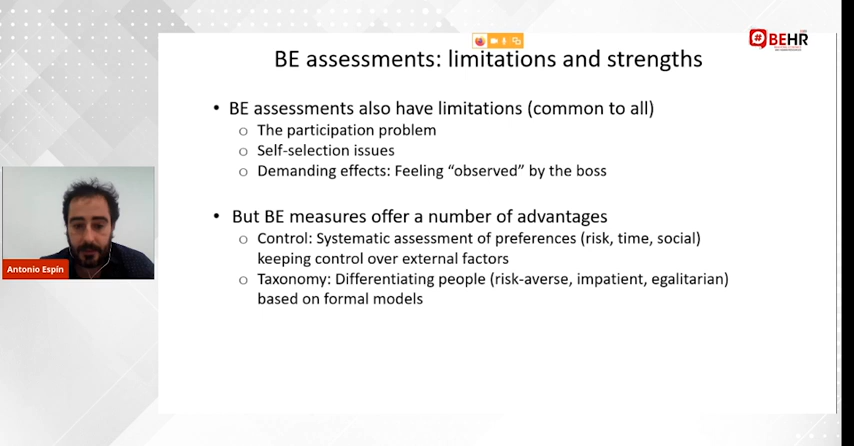 #BEHR
BE assessments: limitations and strengths
• BE assessments also have limitations (common to all)
o The participation problem
o Self-selection issues
o Demanding effects: Feeling “observed” by the boss
• But BE measures offer a number of advantages
o Control: Systematic assessment of preferences (risk, time, social)
keeping control over external factors
o Taxonomy: Differentiating people (risk-averse, impatient, egalitarian)
based on formal models
Antonio Espín